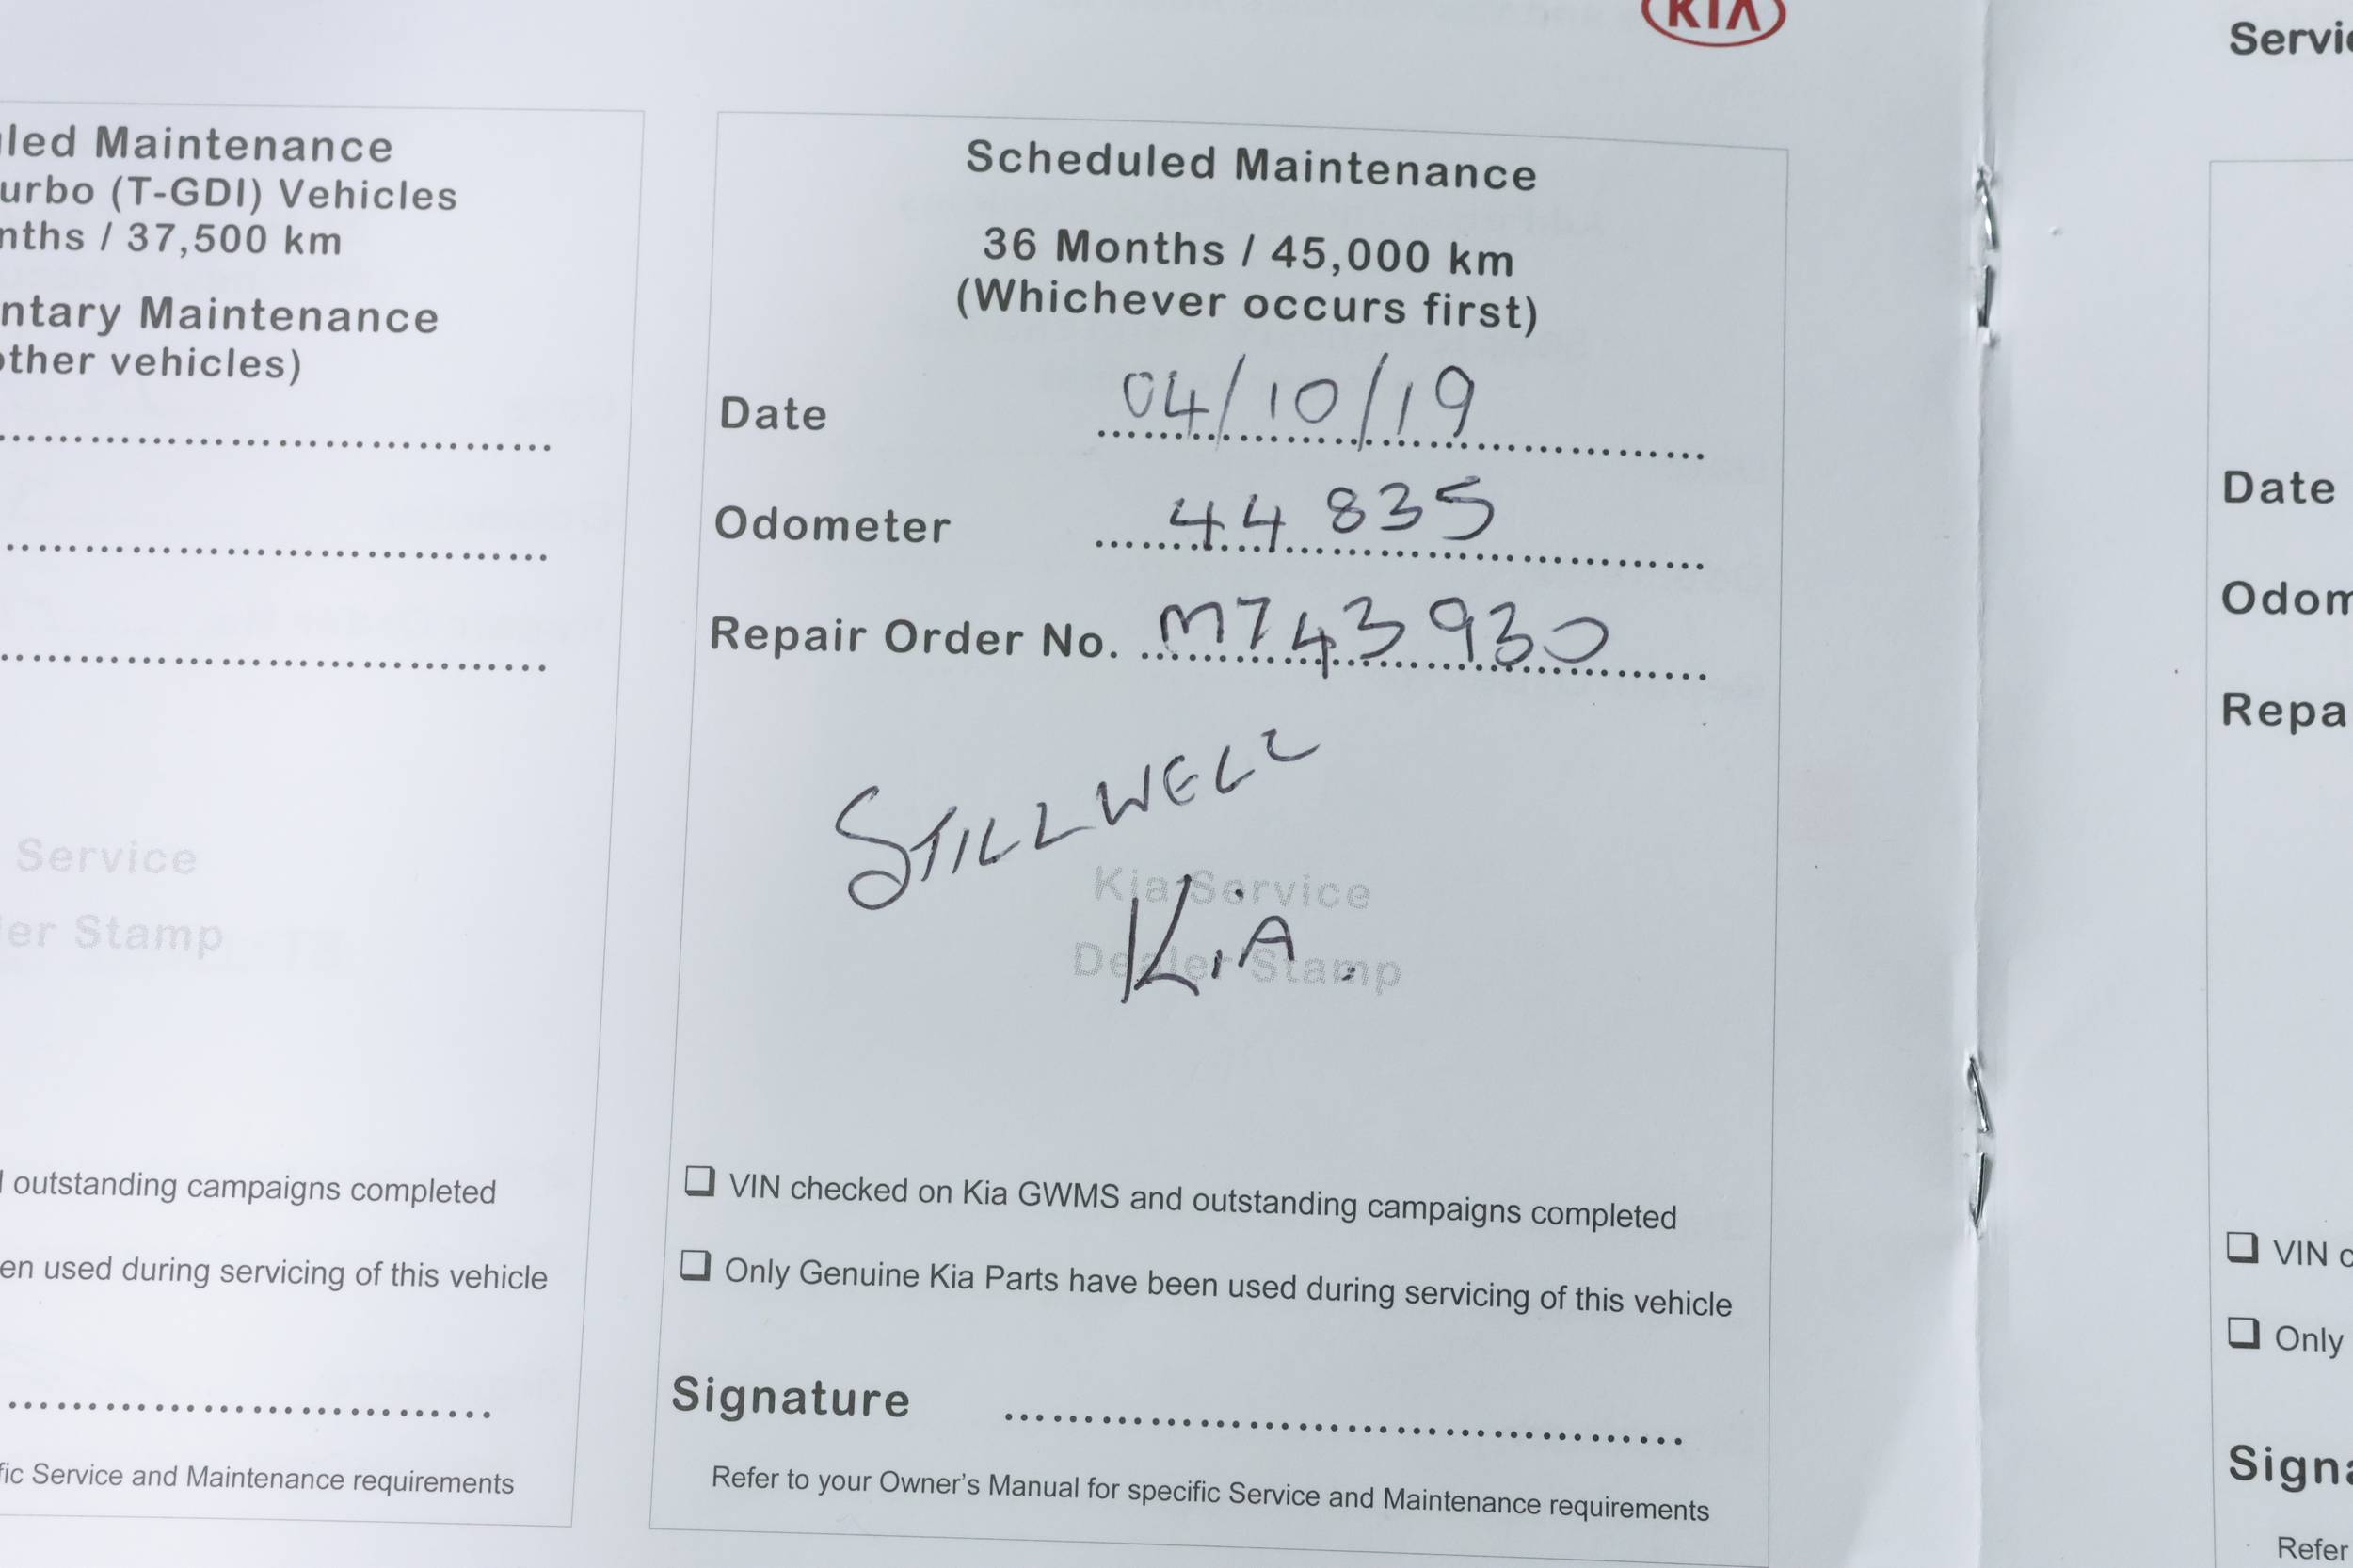 KIA
led Maintenance
urbo (T-GDI) Vehicles
nths / 37,500 km
ntary Maintenance
other vehicles)
Service
er Stamp
outstanding campaigns completed
en used during servicing of this vehicle
fic Service and Maintenance requirements
Scheduled Maintenance
36 Months / 45,000 km
(Whichever occurs first)
Date 04/10/19
Odometer 44 835
Repair Order No. M743930
STILLWELL
Kia Service
KiA.
Dealer Stamp
❑ VIN checked on Kia GWMS and outstanding campaigns completed
❑ Only Genuine Kia Parts have been used during servicing of this vehicle
Signature
Refer to your Owner's Manual for specific Service and Maintenance requirements
Servic
Date
Odom
Repa
❑ VIN c
❑ Only
Signa
Refer